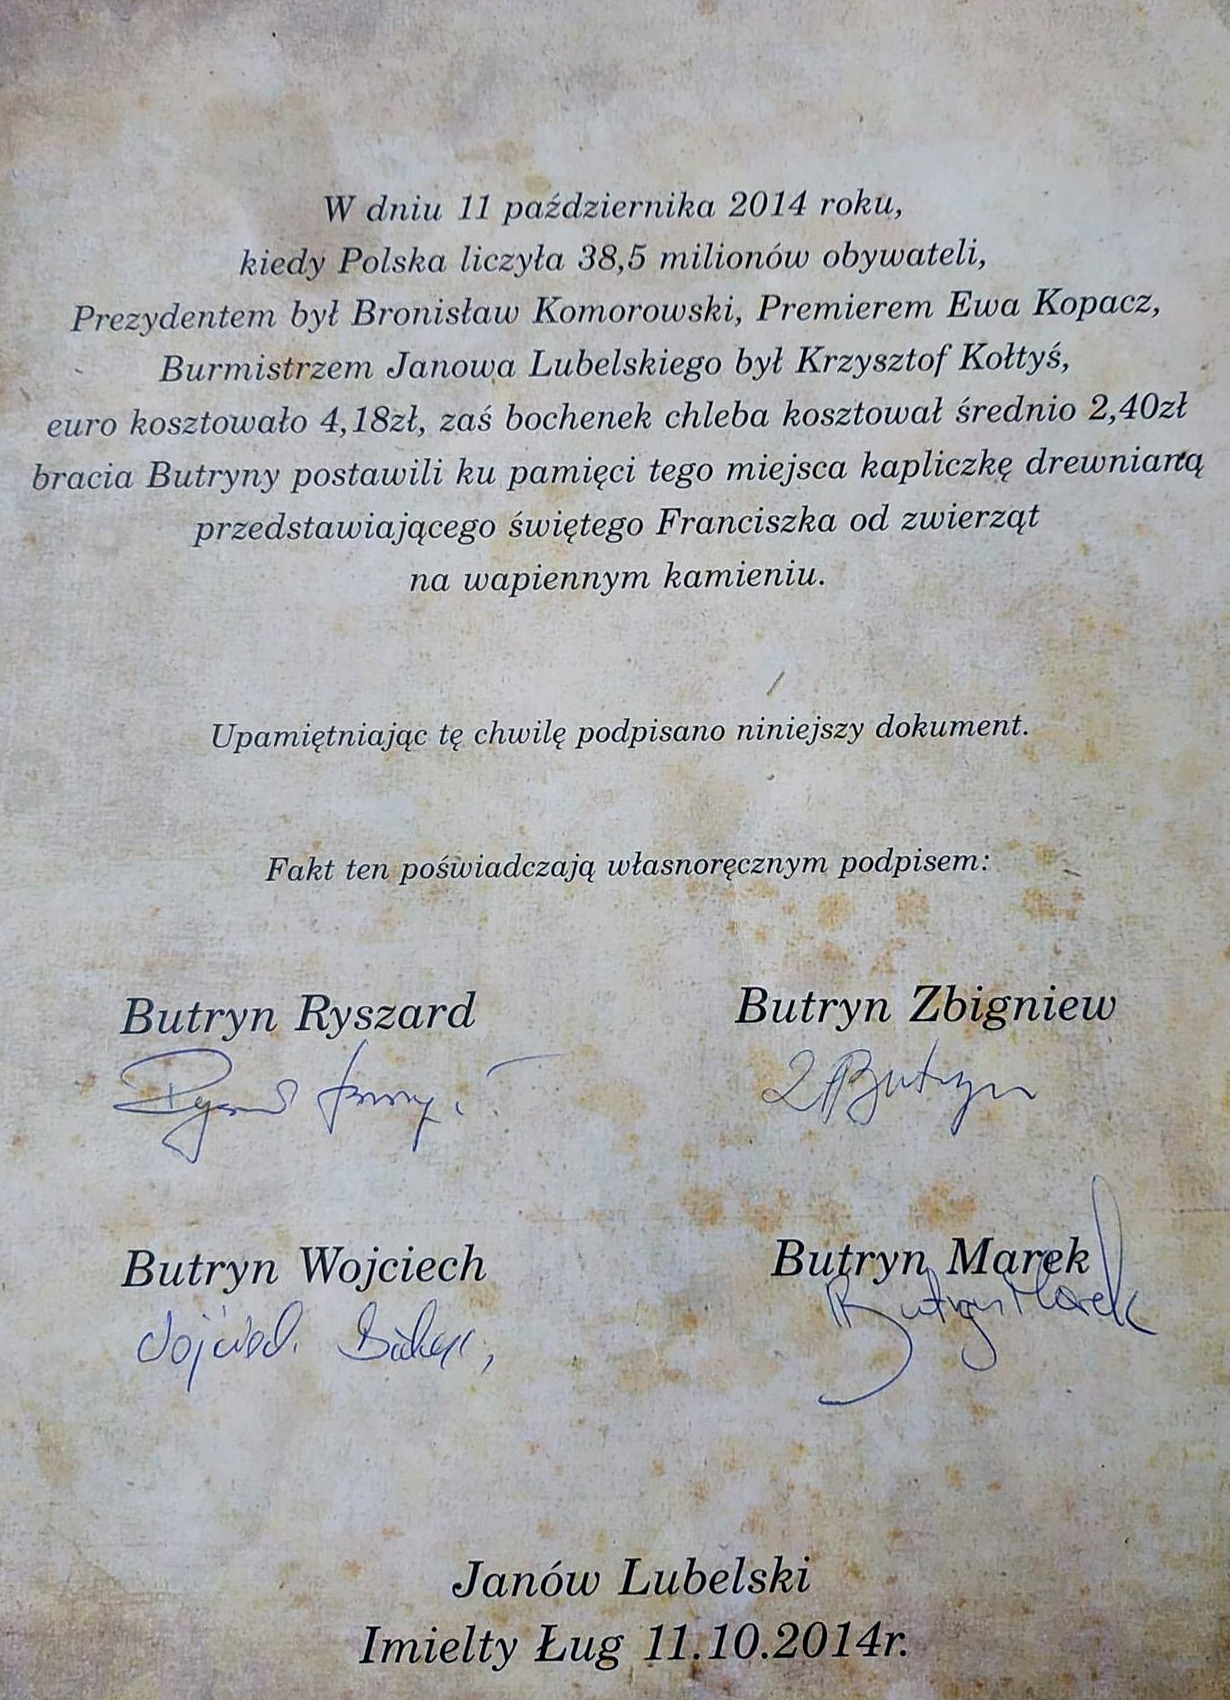 W dniu 11 października 2014 roku,
kiedy Polska liczyła 38,5 milionów obywateli,
Prezydentem był Bronisław Komorowski, Premierem Ewa Kopacz,
Burmistrzem Janowa Lubelskiego był Krzysztof Kołtyś,
euro kosztowało 4,18zł, zaś bochenek chleba kosztował średnio 2,40zł
bracia Butryny postawili ku pamięci tego miejsca kapliczkę drewnianą
przedstawiającego świętego Franciszka od zwierząt
na wapiennym kamieniu.
Upamiętniając tę chwilę podpisano niniejszy dokument.
Fakt ten poświadczają własnoręcznym podpisem:
Butryn Ryszard
Butryn Zbigniew
Z Butryn
Butryn Wojciech
Butryn Marek
Butryn Marek
Janów Lubelski
Imielty Ług 11.10.2014r.